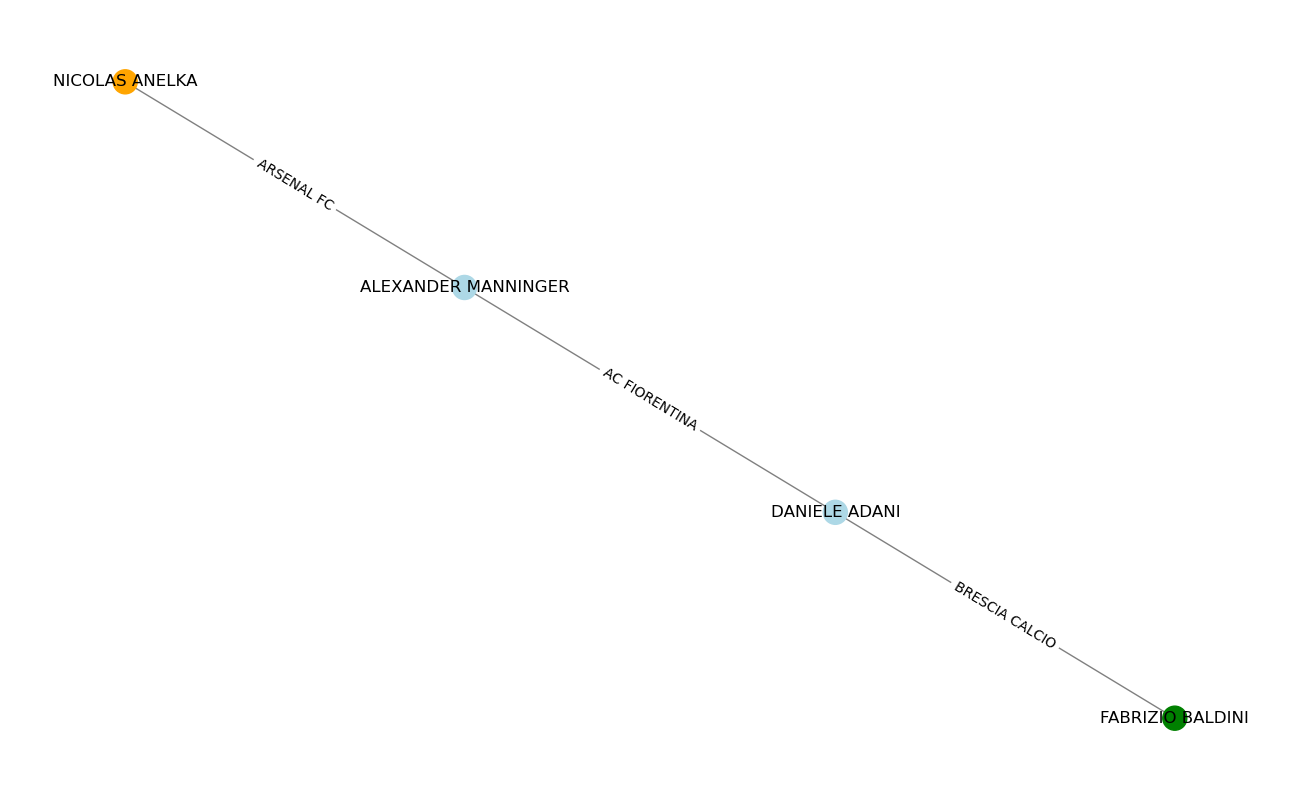 NICOLAS ANELKA
ARSENAL FC
ALEXANDER MANNINGER
AC FIORENTINA
DANIELE ADANI
BRESCIA CALCIO
FABRIZIO BALDINI